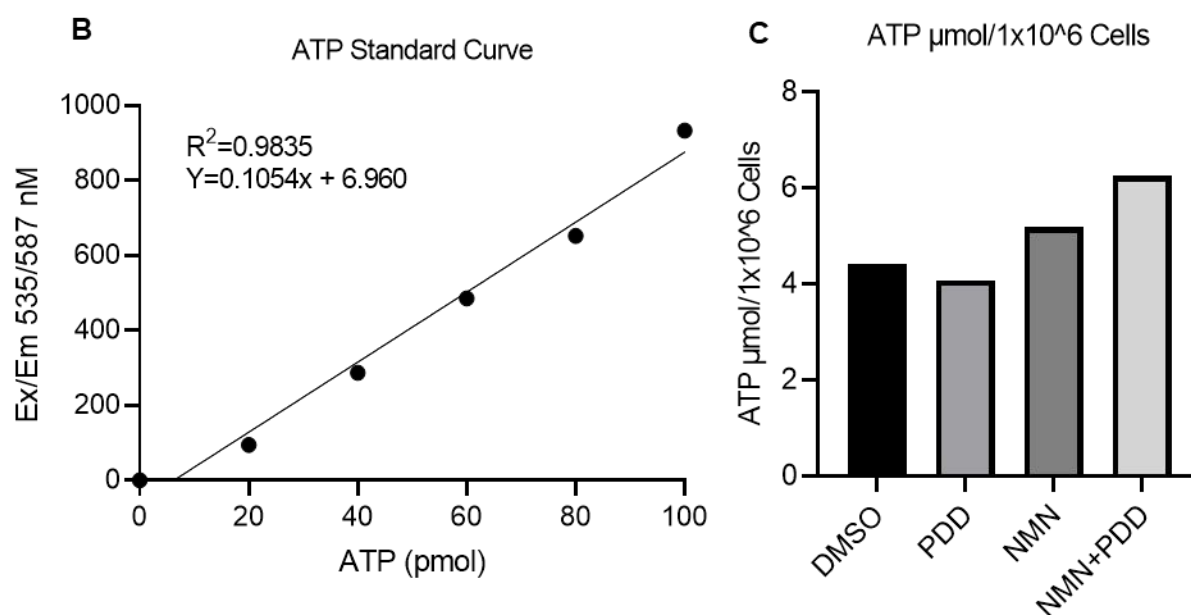 B
ATP Standard Curve
Ex/Em 535/587 nM
1000
800
600
400
200
0
R²=0.9835
Y=0.1054x + 6.960
0 20 40 60 80 100
ATP (pmol)
C
ATP µmol/1x10^6 Cells
ATP µmol/1x10^6 Cells
8
6
4
2
0
DMSO
PDD
NMN
NMN+PDD